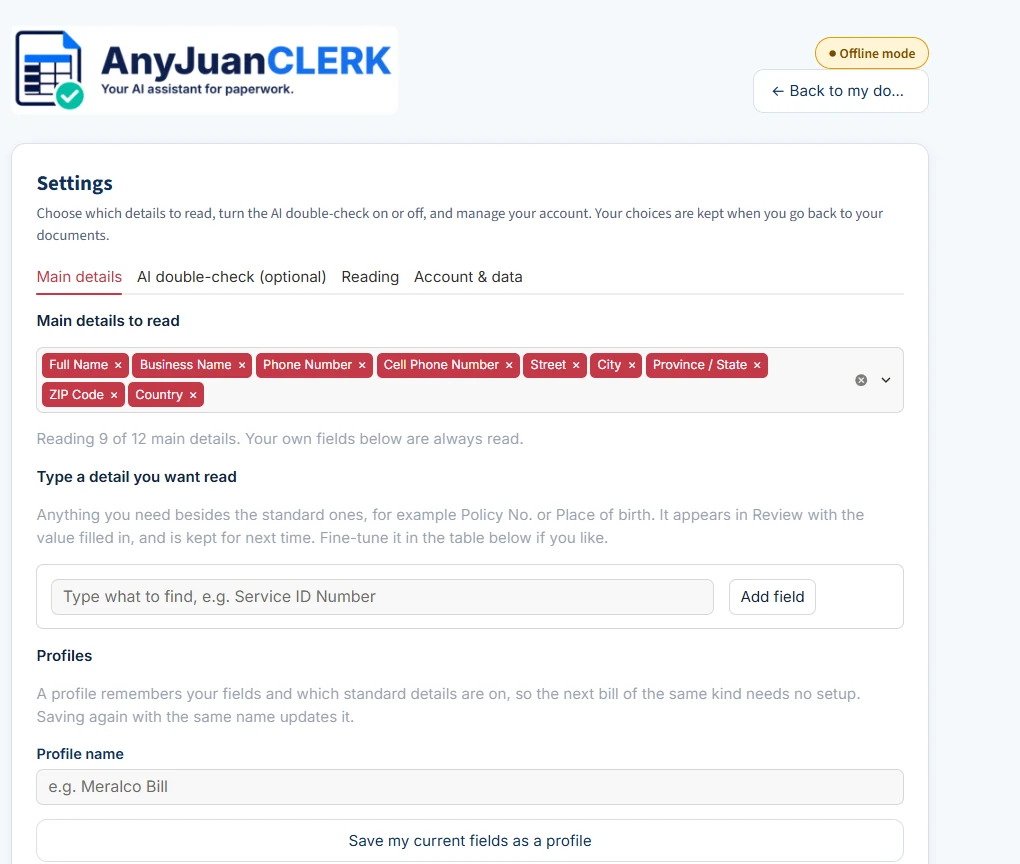 AnyJuanCLERK
Your AI assistant for paperwork.
● Offline mode
← Back to my do...
Settings
Choose which details to read, turn the AI double-check on or off, and manage your account. Your choices are kept when you go back to your
documents.
Main details AI double-check (optional) Reading Account & data
Main details to read
Full Name × Business Name × Phone Number × Cell Phone Number × Street × City × Province / State ×
ZIP Code × Country ×
Reading 9 of 12 main details. Your own fields below are always read.
Type a detail you want read
Anything you need besides the standard ones, for example Policy No. or Place of birth. It appears in Review with the
value filled in, and is kept for next time. Fine-tune it in the table below if you like.
Type what to find, e.g. Service ID Number Add field
Profiles
A profile remembers your fields and which standard details are on, so the next bill of the same kind needs no setup.
Saving again with the same name updates it.
Profile name
e.g. Meralco Bill
Save my current fields as a profile